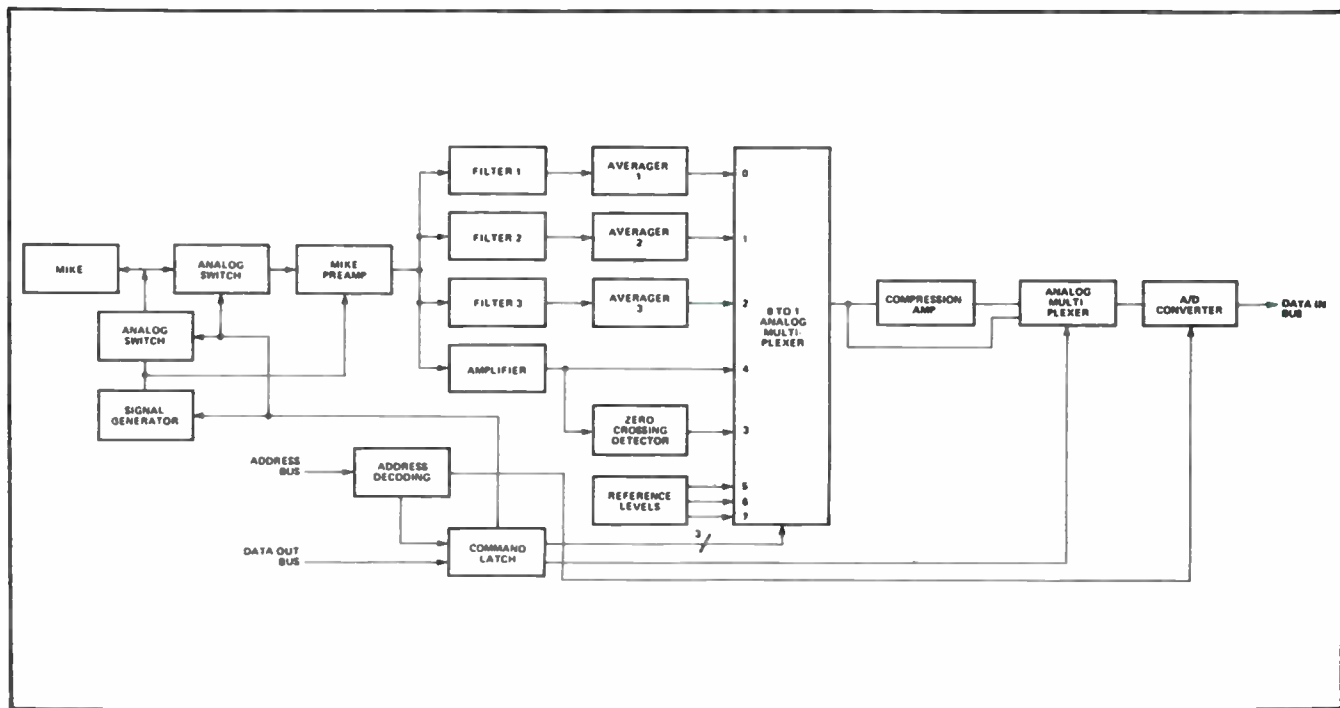 FILTER 1
AVERAGER
1
0
FILTER 2
AVERAGER
2
1
MIKE
ANALOG
SWITCH
MIKE
PREAMP
FILTER 3
AVERAGER
3
2
8 TO 1
ANALOG
MULTI-
PLEXER
COMPRESSION
AMP
ANALOG
MULTI
PLEXER
A/D
CONVERTER
DATA IN
BUS
ANALOG
SWITCH
AMPLIFIER
4
SIGNAL
GENERATOR
ZERO
CROSSING
DETECTOR
3
ADDRESS
BUS
ADDRESS
DECODING
REFERENCE
LEVELS
5
6
7
DATA OUT
BUS
COMMAND
LATCH
3